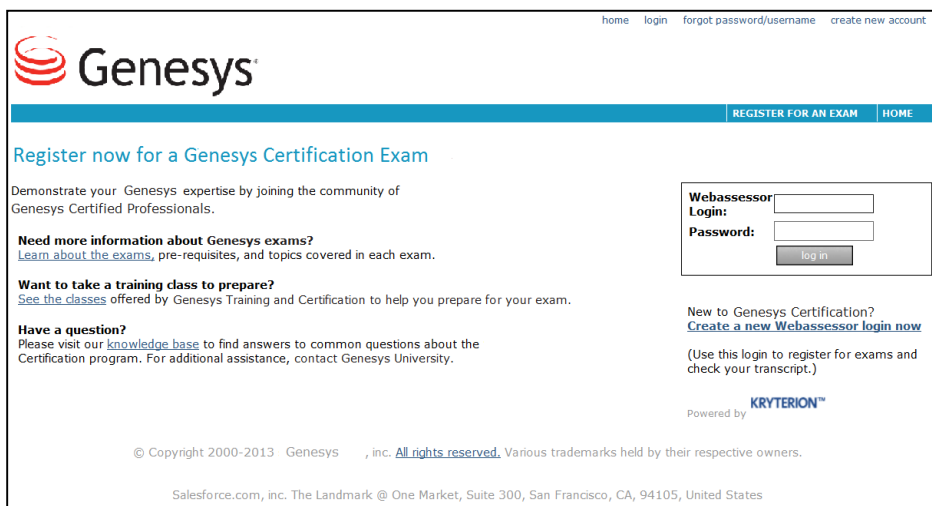 home login forgot password/username create new account
Genesys
REGISTER FOR AN EXAM HOME
Register now for a Genesys Certification Exam
Demonstrate your Genesys expertise by joining the community of
Genesys Certified Professionals.
Need more information about Genesys exams?
Learn about the exams, pre-requisites, and topics covered in each exam.
Want to take a training class to prepare?
See the classes offered by Genesys Training and Certification to help you prepare for your exam.
Have a question?
Please visit our knowledge base to find answers to common questions about the
Certification program. For additional assistance, contact Genesys University.
Webassessor
Login:
Password:
log in
New to Genesys Certification?
Create a new Webassessor login now
(Use this login to register for exams and
check your transcript.)
Powered by KRYTERION™
© Copyright 2000-2013 Genesys , inc. All rights reserved. Various trademarks held by their respective owners.
Salesforce.com, inc. The Landmark @ One Market, Suite 300, San Francisco, CA, 94105, United States